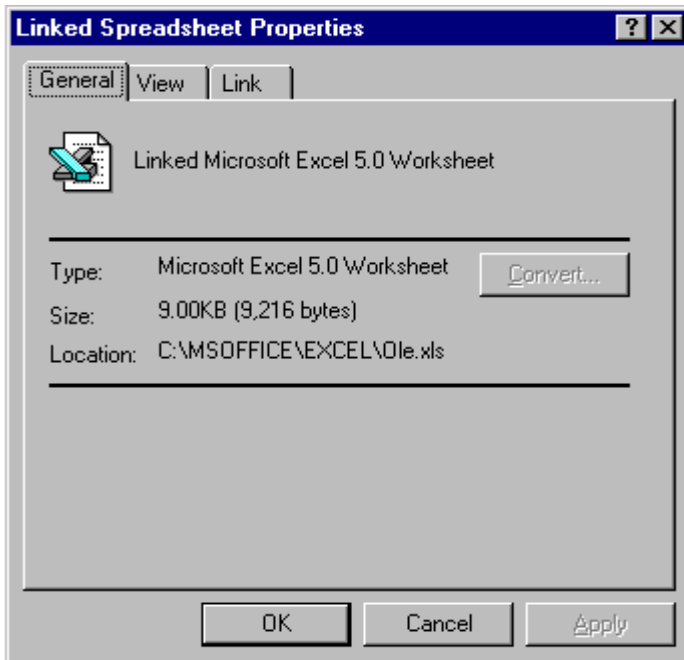 Linked Spreadsheet Properties
General View Link
Linked Microsoft Excel 5.0 Worksheet
Type: Microsoft Excel 5.0 Worksheet Convert...
Size: 9.00KB (9,216 bytes)
Location: C:\MSOFFICE\EXCEL\Ole.xls
OK Cancel Apply